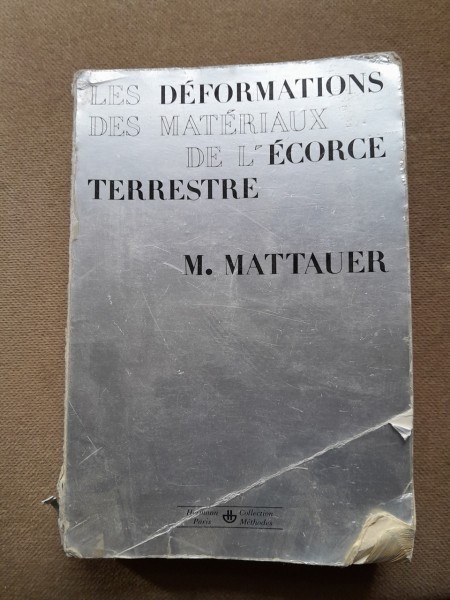 LES DÉFORMATIONS
DES MATÉRIAUX
DE L'ÉCORCE
TERRESTRE
M. MATTAUER
Hermann Collection
Paris Méthodes